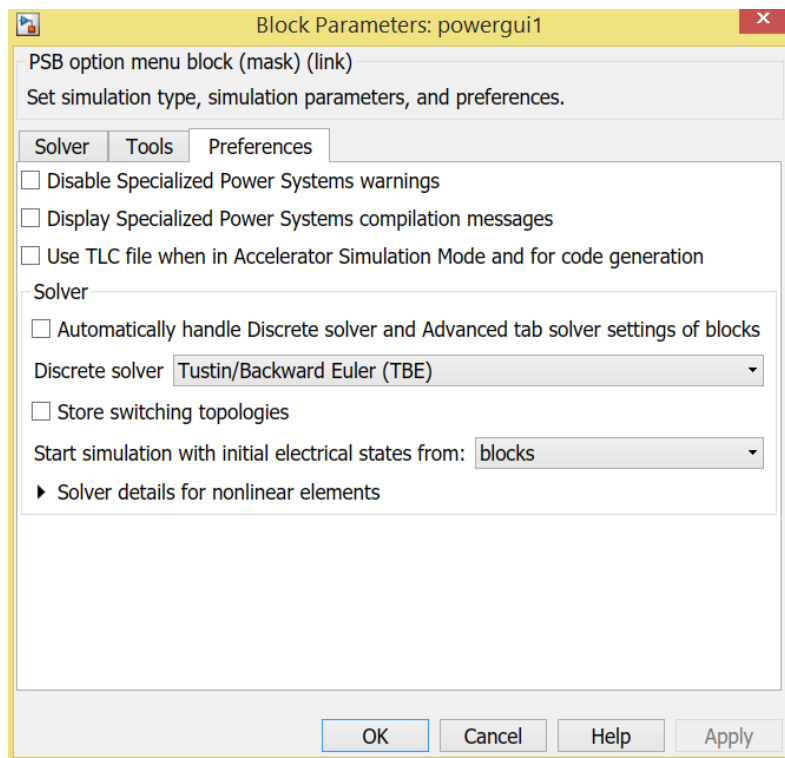 Block Parameters: powergui1
PSB option menu block (mask) (link)
Set simulation type, simulation parameters, and preferences.
Solver Tools Preferences
Disable Specialized Power Systems warnings
Display Specialized Power Systems compilation messages
Use TLC file when in Accelerator Simulation Mode and for code generation
Solver
Automatically handle Discrete solver and Advanced tab solver settings of blocks
Discrete solver Tustin/Backward Euler (TBE)
Store switching topologies
Start simulation with initial electrical states from: blocks
Solver details for nonlinear elements
OK Cancel Help Apply